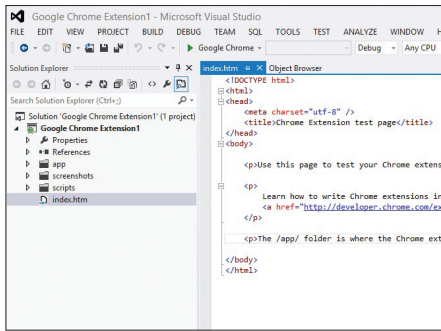 Google Chrome Extension1 - Microsoft Visual Studio
FILE EDIT VIEW PROJECT BUILD DEBUG TEAM SQL TOOLS TEST ANALYZE WINDOW H
Google Chrome Debug Any CPU
Solution Explorer
Search Solution Explorer (Ctrl+;)
Solution 'Google Chrome Extension1' (1 project)
Google Chrome Extension1
Properties
References
app
screenshots
scripts
index.htm
index.htm Object Browser
<!DOCTYPE html>
<html>
<head>
<meta charset="utf-8" />
<title>Chrome Extension test page</title>
</head>
<body>
<p>Use this page to test your Chrome extens
<p>
Learn how to write Chrome extensions in
<a href="http://developer.chrome.com/ex
</p>
<p>The /app/ folder is where the Chrome ext
</body>
</html>